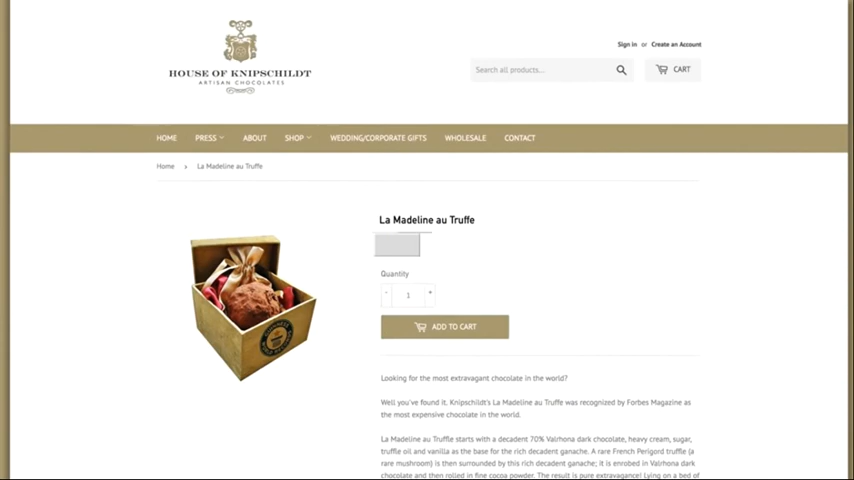 HOUSE OF KNIPSCHILDT
ARTISAN CHOCOLATES
Sign in or Create an Account
Search all products...
CART
HOME PRESS ABOUT SHOP WEDDING/CORPORATE GIFTS WHOLESALE CONTACT
Home › La Madeline au Truffe
La Madeline au Truffe
Quantity
- 1 +
ADD TO CART
Looking for the most extravagant chocolate in the world?
Well you've found it. Knipschildt's La Madeline au Truffe was recognized by Forbes Magazine as
the most expensive chocolate in the world.
La Madeline au Truffle starts with a decadent 70% Valrhona dark chocolate, heavy cream, sugar,
truffle oil and vanilla as the base for the rich decadent ganache. A rare French Perigord truffle (a
rare mushroom) is then surrounded by this rich decadent ganache; it is enrobed in Valrhona dark
chocolate and then rolled in fine cocoa powder. The result is pure extravagance! Lying on a bed of